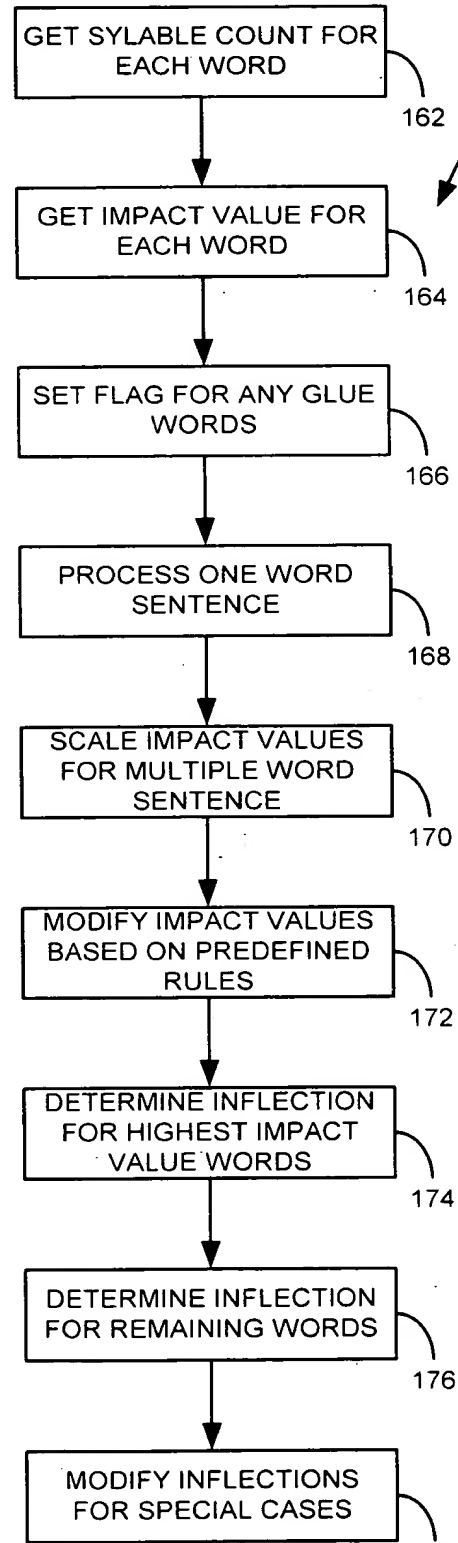 GET SYLABLE COUNT FOR
EACH WORD
162
GET IMPACT VALUE FOR
EACH WORD
164
SET FLAG FOR ANY GLUE
WORDS
166
PROCESS ONE WORD
SENTENCE
168
SCALE IMPACT VALUES
FOR MULTIPLE WORD
SENTENCE
170
MODIFY IMPACT VALUES
BASED ON PREDEFINED
RULES
172
DETERMINE INFLECTION
FOR HIGHEST IMPACT
VALUE WORDS
174
DETERMINE INFLECTION
FOR REMAINING WORDS
176
MODIFY INFLECTIONS
FOR SPECIAL CASES